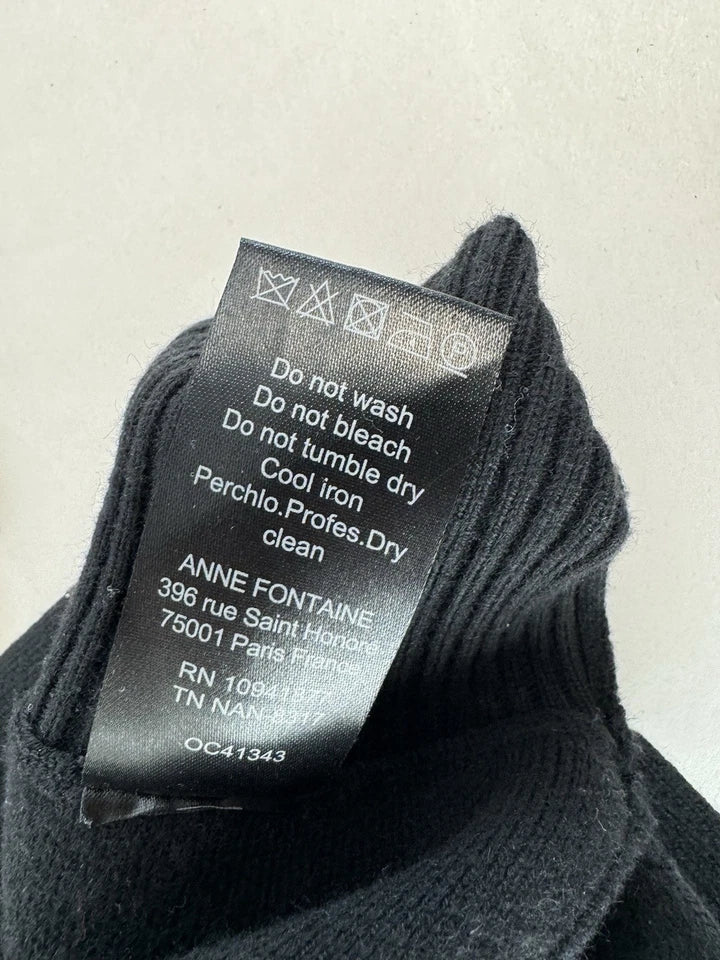 P
Do not wash
Do not bleach
Do not tumble dry
Cool iron
Perchlo.Profes.Dry
clean
ANNE FONTAINE
396 rue Saint Honoré
75001 Paris France
RN
TN
OC41343